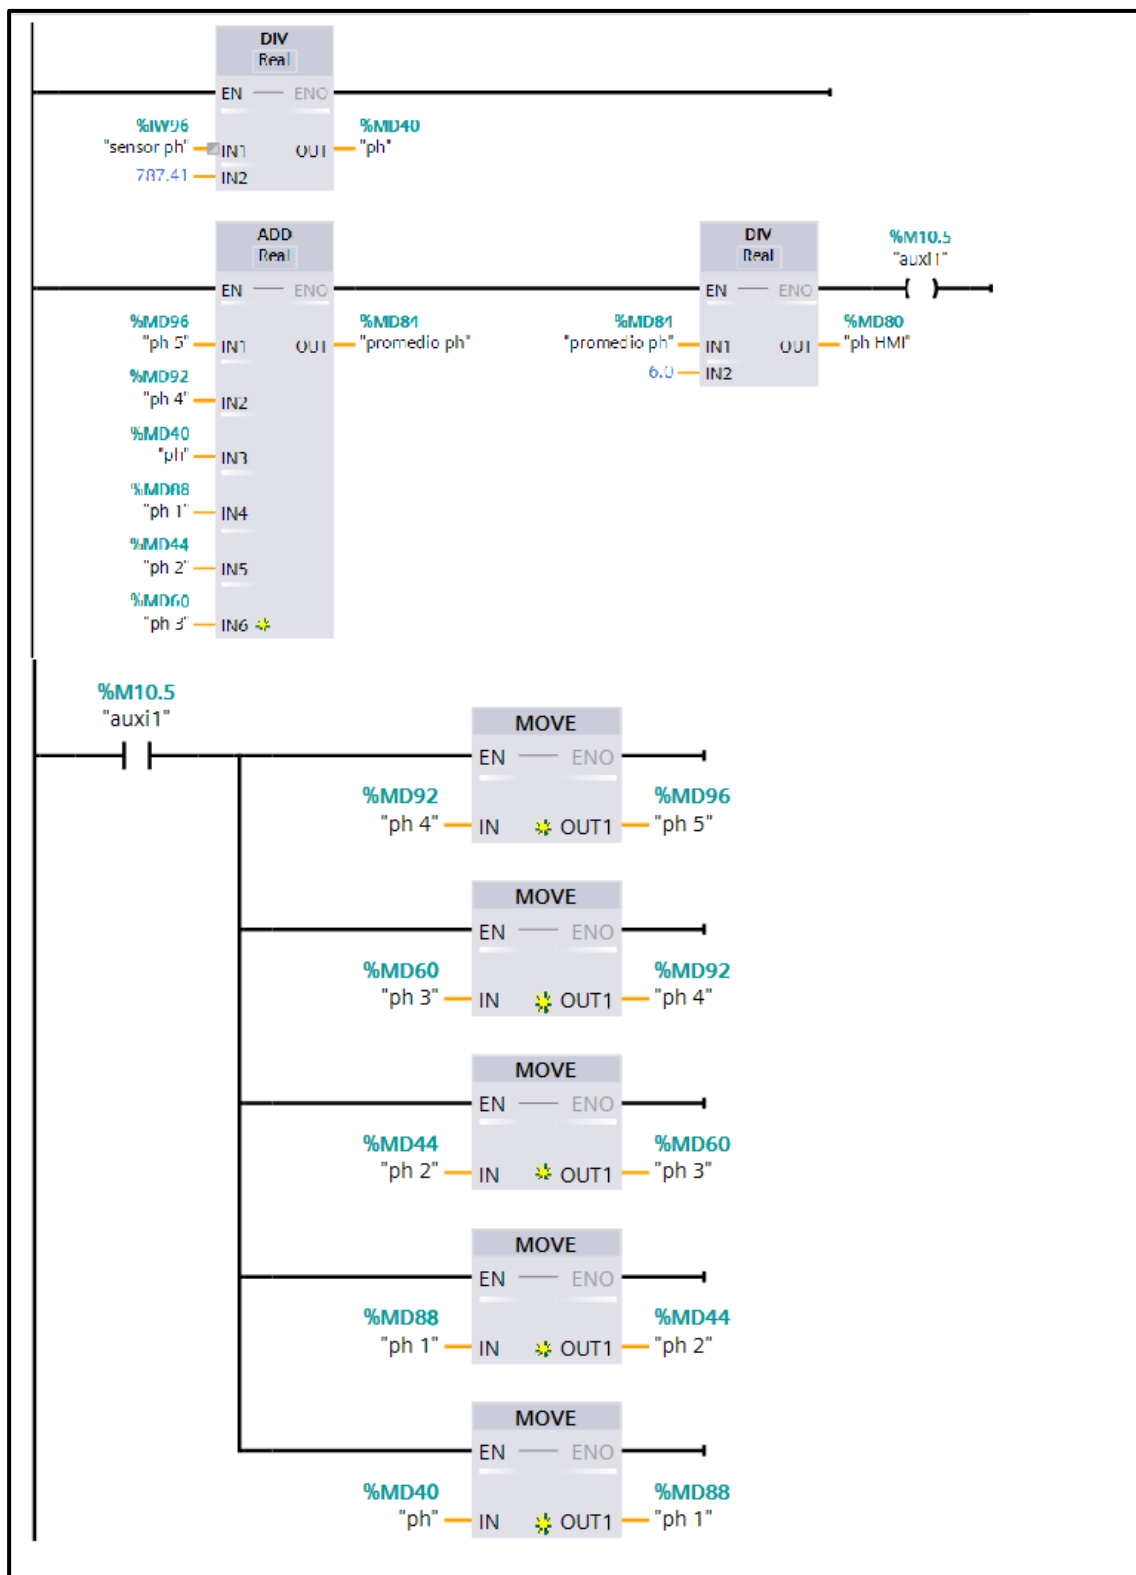 DIV
Real
EN ENO
%IW96
"sensor ph" IN1 OUT %MD40 "ph"
787.41 IN2
ADD
Real
EN ENO
%MD96
"ph 5" IN1 OUT %MD84 "promedio ph"
%MD92
"ph 4" IN2
%MD40
"ph" IN3
%MD88
"ph 1" IN4
%MD44
"ph 2" IN5
%MD60
"ph 3" IN6
DIV
Real
EN ENO
%MD84
"promedio ph" IN1 OUT %MD80 "ph HMI"
6.0 IN2
%M10.5
"auxi1"
%M10.5
"auxi1"
MOVE
EN ENO
%MD92 %MD96
"ph 4" IN OUT1 "ph 5"
MOVE
EN ENO
%MD60 %MD92
"ph 3" IN OUT1 "ph 4"
MOVE
EN ENO
%MD44 %MD60
"ph 2" IN OUT1 "ph 3"
MOVE
EN ENO
%MD88 %MD44
"ph 1" IN OUT1 "ph 2"
MOVE
EN ENO
%MD40 %MD88
"ph" IN OUT1 "ph 1"